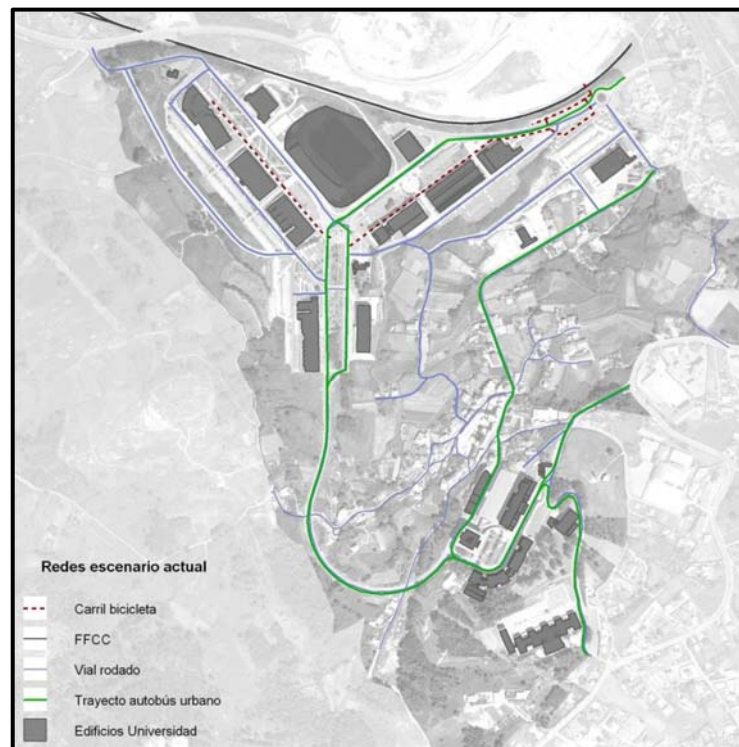 Redes escenario actual
Carril bicicleta
FFCC
Vial rodado
Trayecto autobús urbano
Edificios Universidad